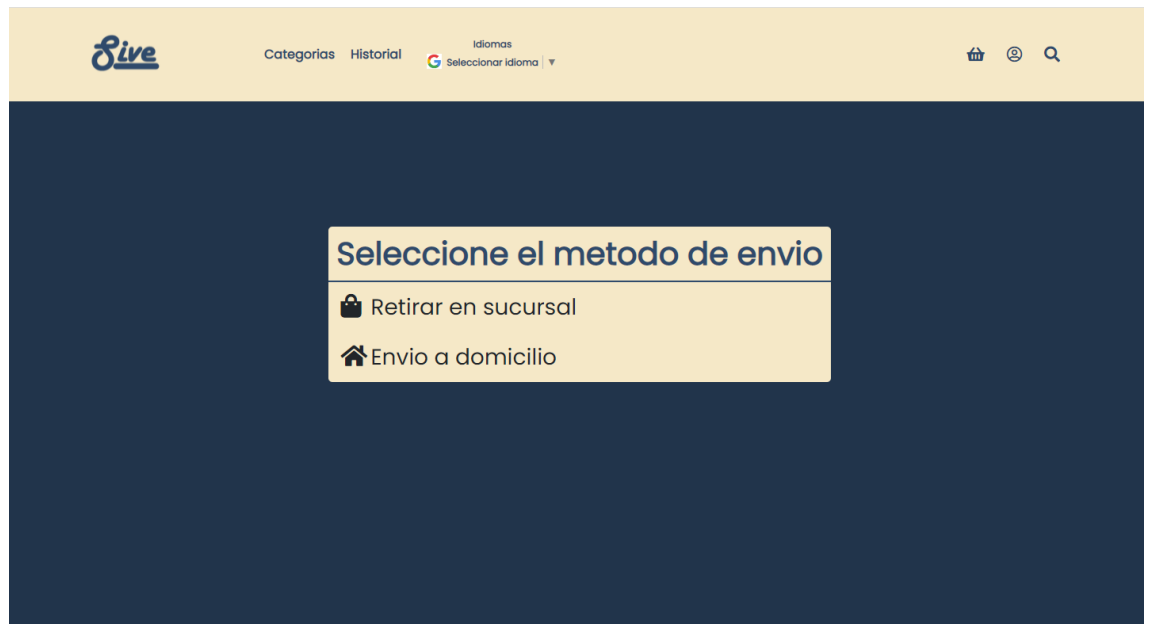 Sive
Categorias Historial
Idiomas
G Seleccionar idioma ▼
Seleccione el metodo de envio
Retirar en sucursal
Envio a domicilio